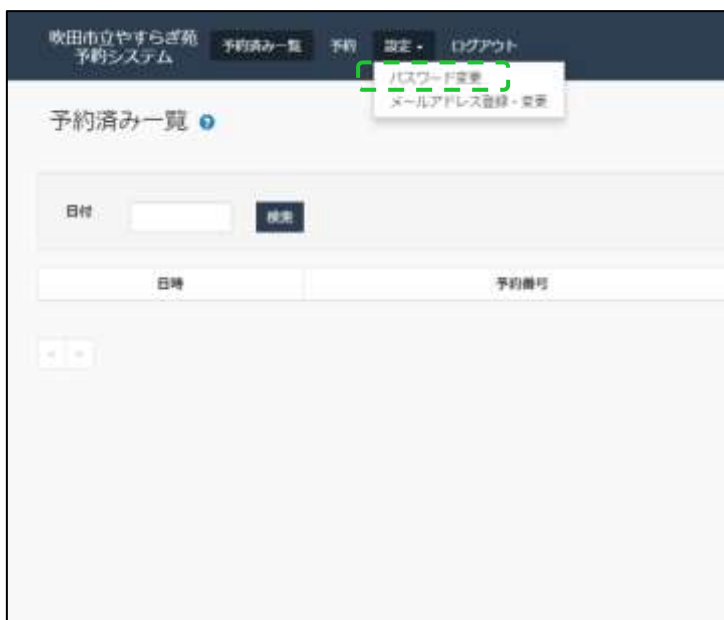 吹田市立やすらぎ苑
予約システム
予約済み一覧 予約 設定 ログアウト
パスワード変更
メールアドレス登録・変更
予約済み一覧
日付
検索
日時 予約番号